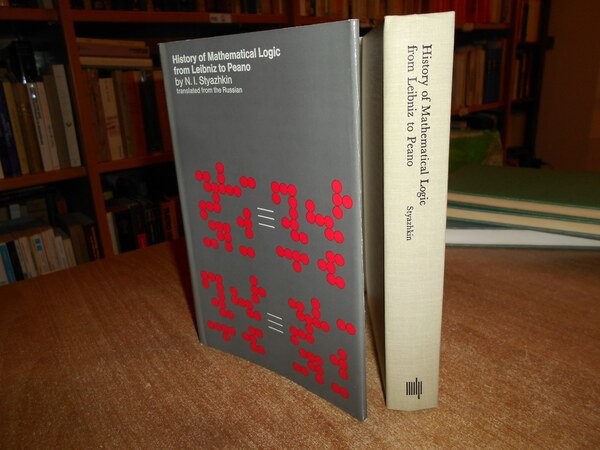 History of Mathematical Logic
from Leibniz to Peano
by N. I. Styazhkin
translated from the Russian
History of Mathematical Logic
from Leibniz to Peano
Styazhkin